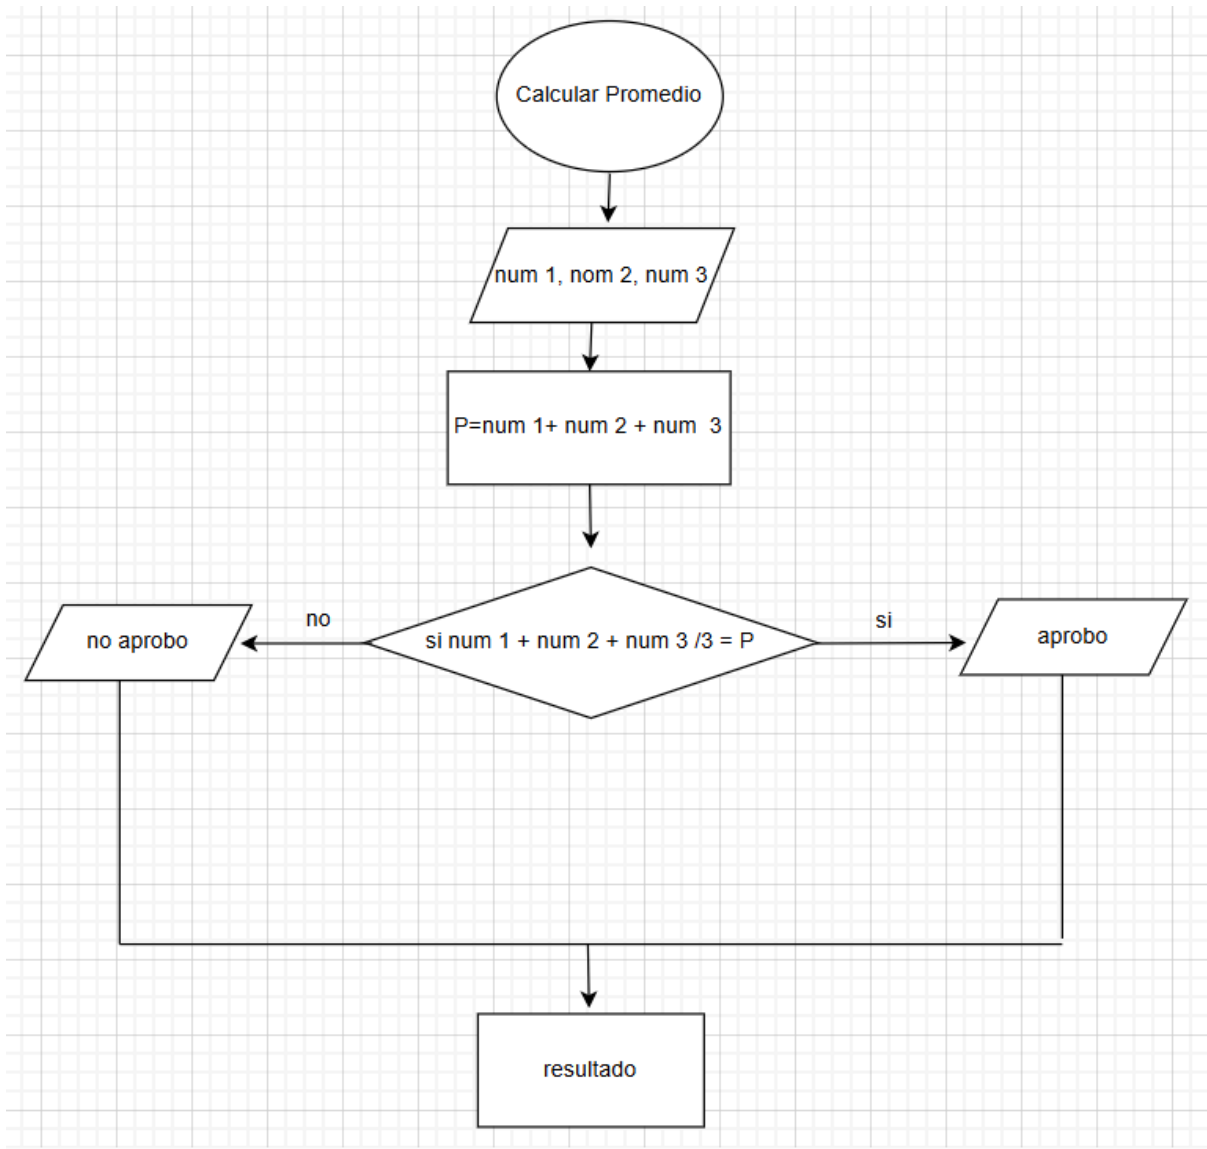 Calcular Promedio
num 1, nom 2, num 3
P=num 1+ num 2 + num  3
no
si
no aprobo
si num 1 + num 2 + num 3 /3 = P
aprobo
resultado